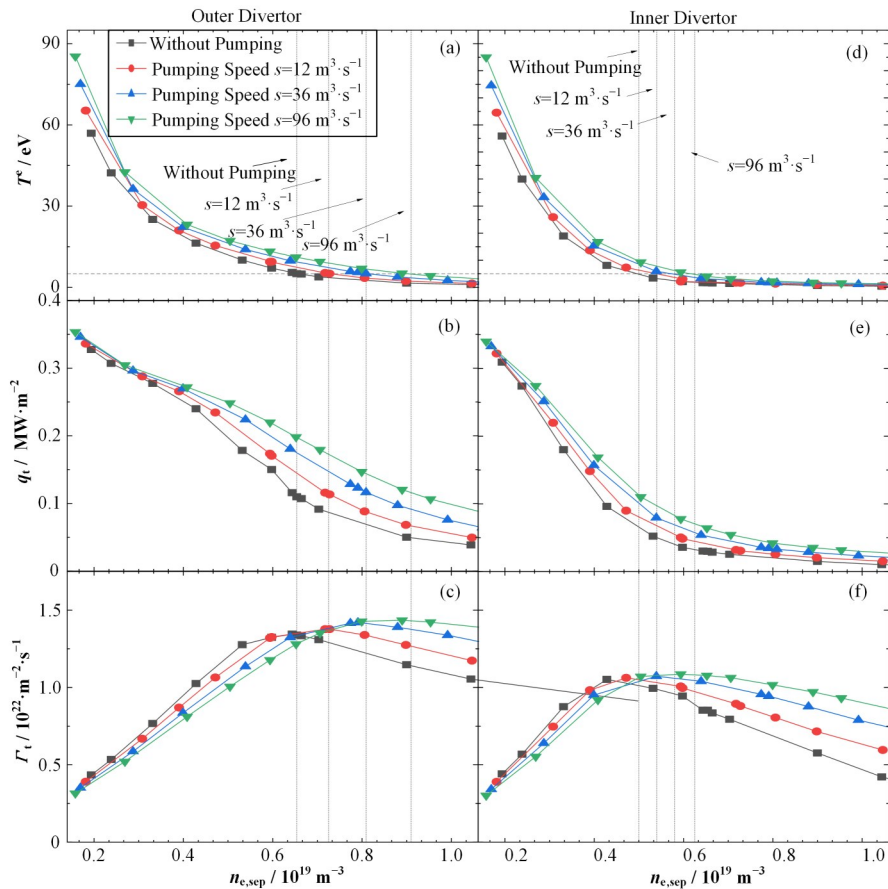 Outer Divertor
Inner Divertor
90
60
30
0
Tᵉ / eV
Without Pumping
Pumping Speed s=12 m³·s⁻¹
Pumping Speed s=36 m³·s⁻¹
Pumping Speed s=96 m³·s⁻¹
(a)
Without Pumping
s=12 m³·s⁻¹
s=36 m³·s⁻¹
s=96 m³·s⁻¹
(d)
Without Pumping
s=12 m³·s⁻¹
s=36 m³·s⁻¹
s=96 m³·s⁻¹
0.4
0.3
0.2
0.1
0
qₜ / MW·m⁻²
(b)
(e)
1.5
1.0
0.5
0
Γₜ / 10²²·m⁻²·s⁻¹
(c)
(f)
0.2 0.4 0.6 0.8 1.0
0.2 0.4 0.6 0.8 1.0
nₑ,ₛₑₚ / 10¹⁹ m⁻³
nₑ,ₛₑₚ / 10¹⁹ m⁻³